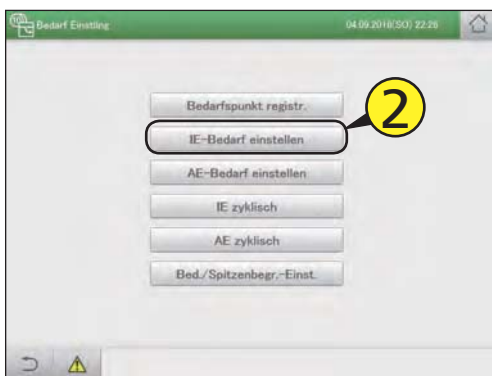 Bedarf Einstllng
04.09.2016(SO) 22:26
Bedarfspunkt registr.
2
IE-Bedarf einstellen
AE-Bedarf einstellen
IE zyklisch
AE zyklisch
Bed./Spitzenbegr.-Einst.